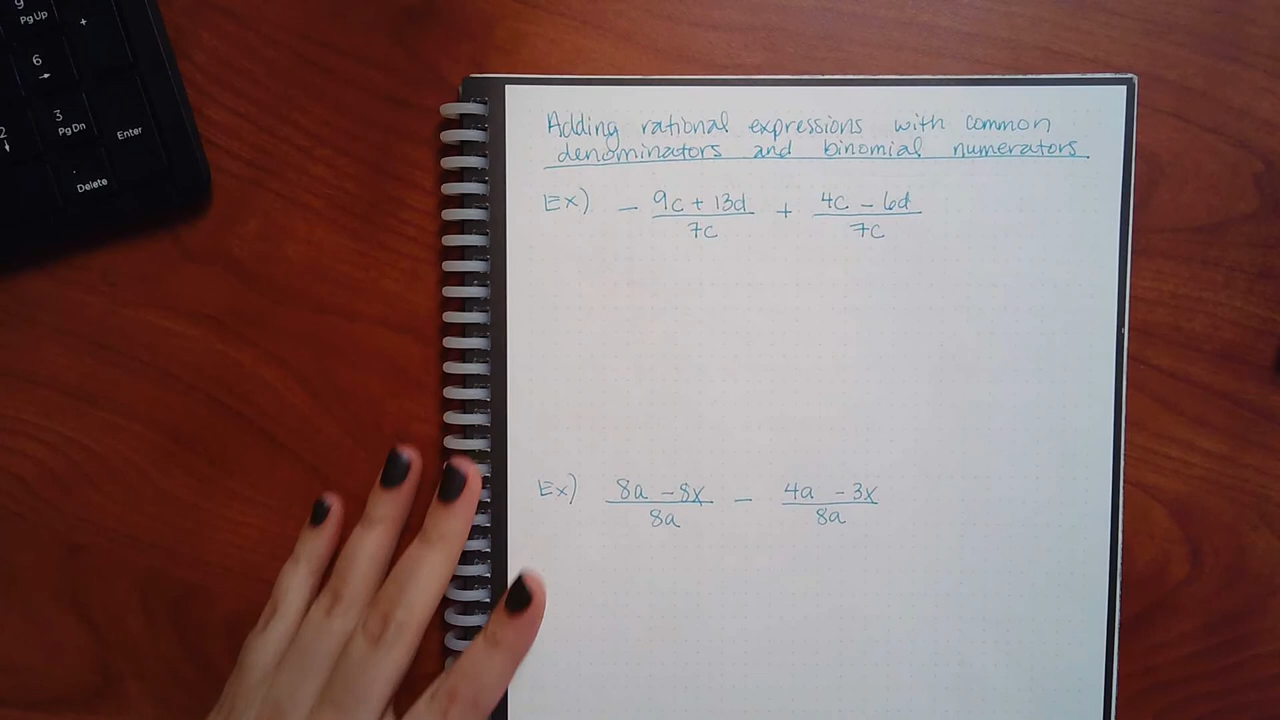 9
PgUp
+
6
→
3
PgDn
2
↓
Enter
.
Delete
Adding rational expressions with common
denominators and binomial numerators
Ex) - (9c + 13d)/(7c) + (4c - 6d)/(7c)
Ex) (8a - 8x)/(8a) - (4a - 3x)/(8a)